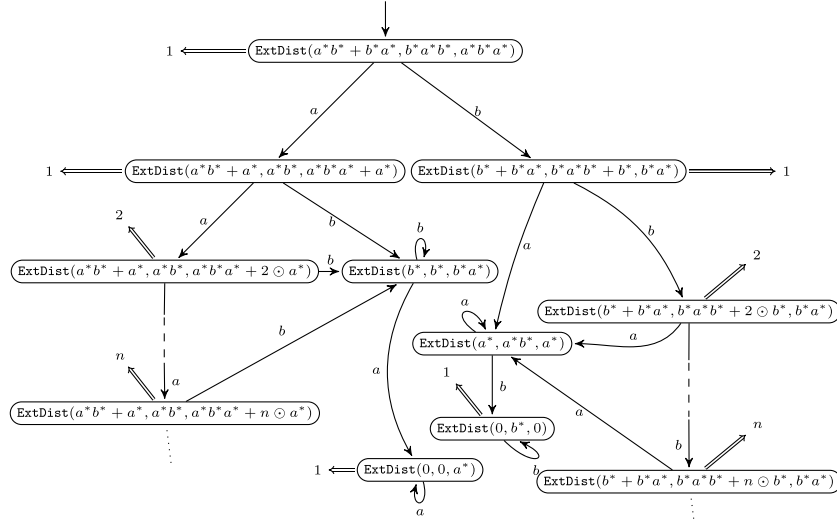 1 ExtDist(a*b* + b*a*, b*a*b*, a*b*a*)
a b
1 ExtDist(a*b* + a*, a*b*, a*b*a* + a*) ExtDist(b* + b*a*, b*a*b* + b*, b*a*) 1
2 a b b a b
2
ExtDist(a*b* + a*, a*b*, a*b*a* + 2 ⊙ a*) b ExtDist(b*, b*, b*a*)
ExtDist(b* + b*a*, b*a*b* + 2 ⊙ b*, b*a*)
a
b a
ExtDist(a*, a*b*, a*)
n a a 1 b a
ExtDist(a*b* + a*, a*b*, a*b*a* + n ⊙ a*)
ExtDist(0, b*, 0) n
b
1 ExtDist(0, 0, a*) b
ExtDist(b* + b*a*, b*a*b* + n ⊙ b*, b*a*)
a